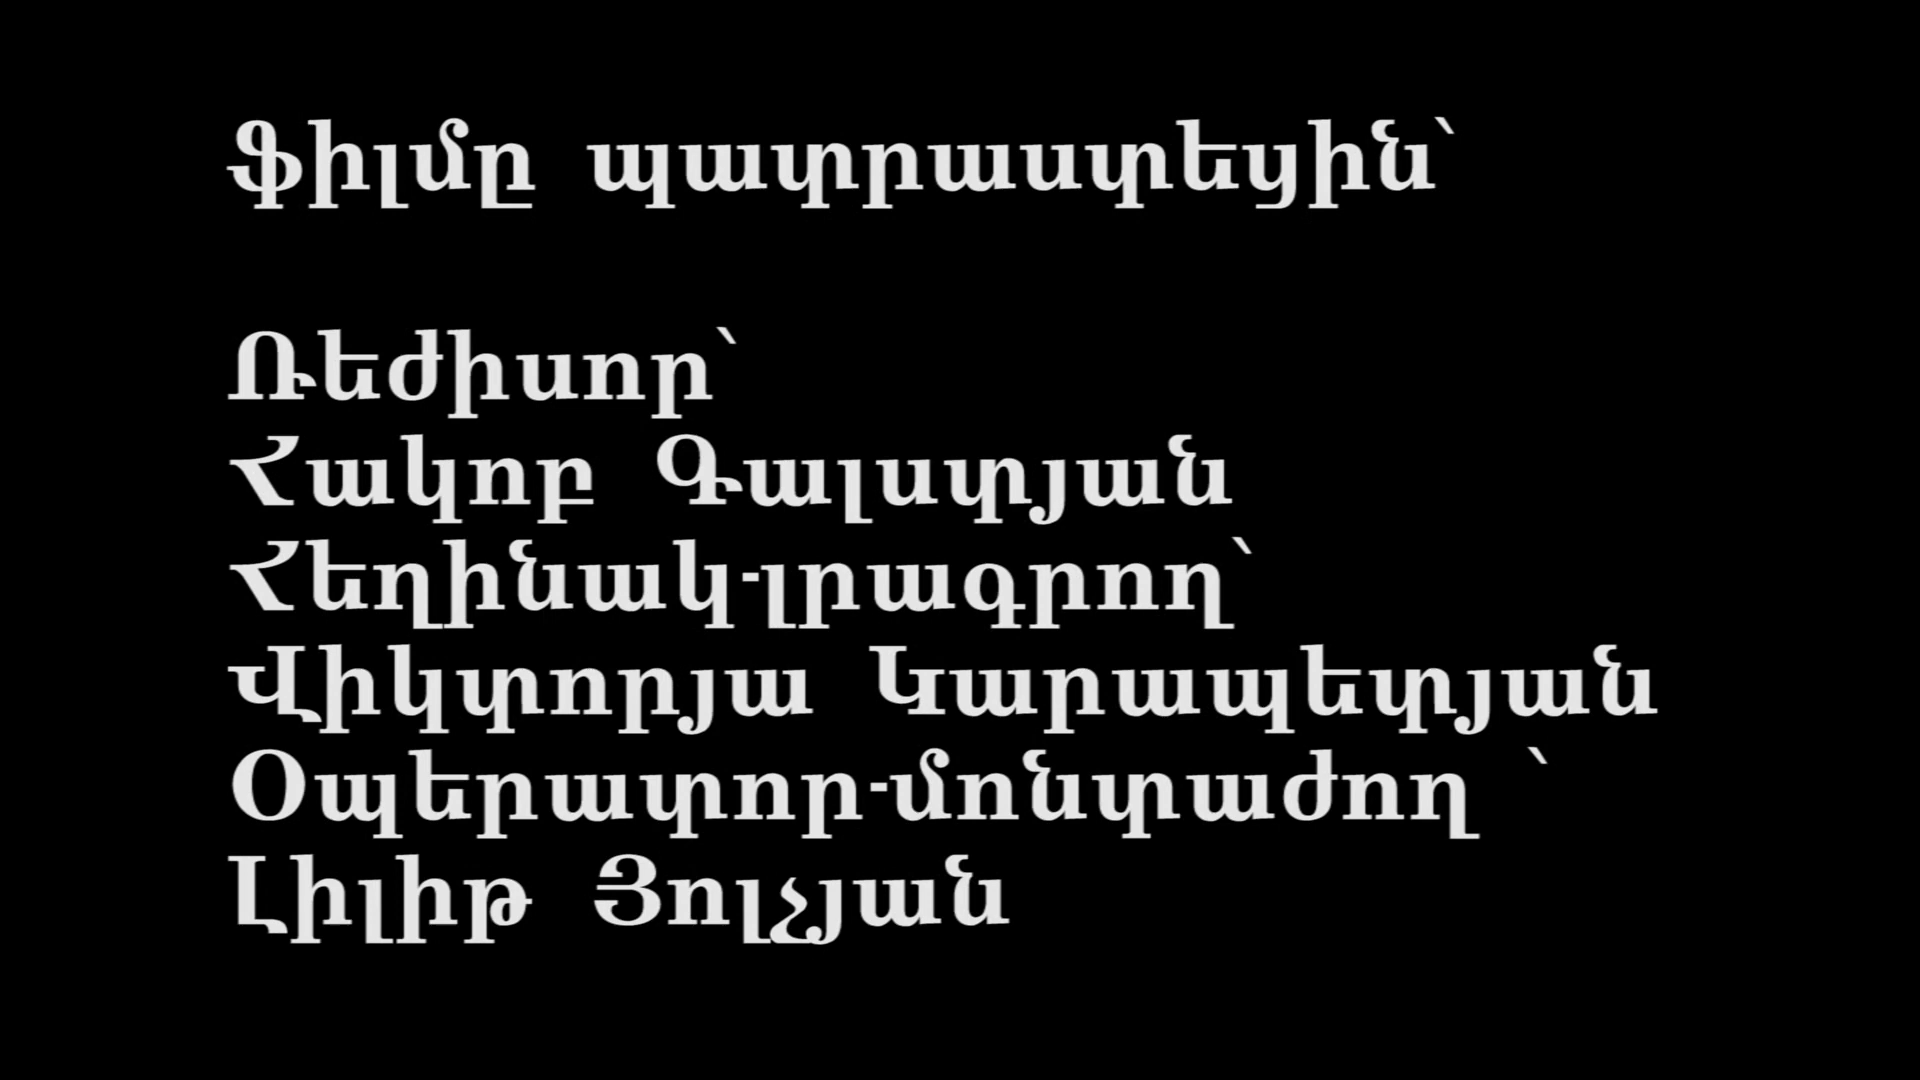 Ֆիլմը պատրաստեցին՝
Ռեժիսոր՝
Հակոբ Գալստյան
Հեղինակ-լրագրող՝
Վիկտորյա Կարապետյան
Օպերատոր-մոնտաժող ՝
Լիլիթ Յոլչյան